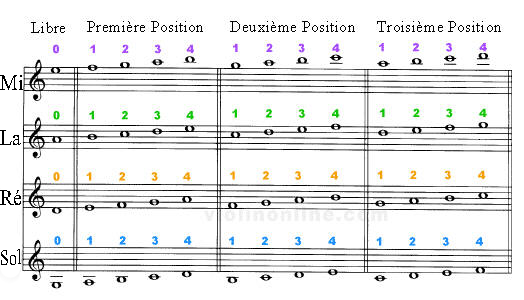 Libre Première Position Deuxième Position Troisième Position
0 1 2 3 4 1 2 3 4 1 2 3 4
Mi
0 1 2 3 4 1 2 3 4 1 2 3 4
La
0 1 2 3 4 1 2 3 4 1 2 3 4
Ré
violinonline.com
0 1 2 3 4 1 2 3 4 1 2 3 4
Sol